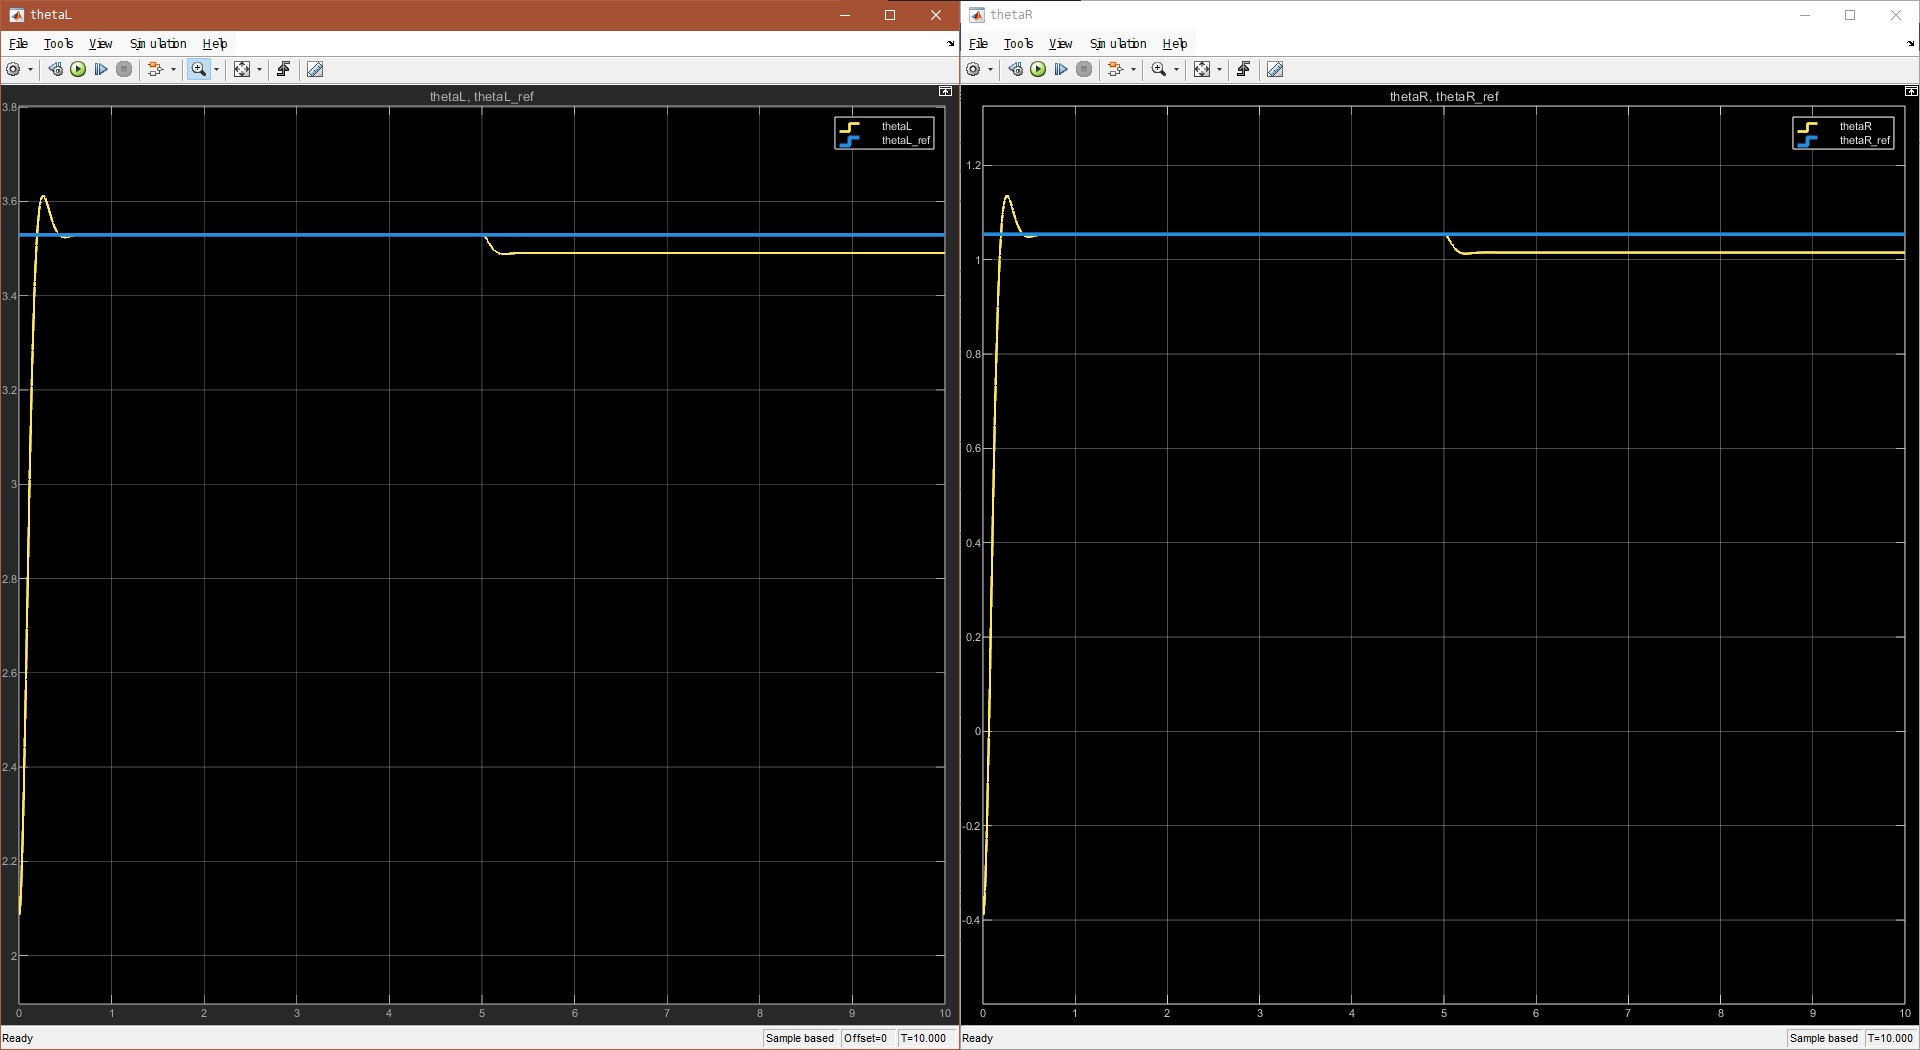 thetaL
File Tools View Simulation Help
thetaL, thetaL_ref
thetaL
thetaL_ref
3.8
3.6
3.4
3.2
3
2.8
2.6
2.4
2.2
2
0 1 2 3 4 5 6 7 8 9 10
Ready Sample based Offset=0 T=10.000
thetaR
File Tools View Simulation Help
thetaR, thetaR_ref
thetaR
thetaR_ref
1.2
1
0.8
0.6
0.4
0.2
0
-0.2
-0.4
0 1 2 3 4 5 6 7 8 9 10
Ready Sample based T=10.000